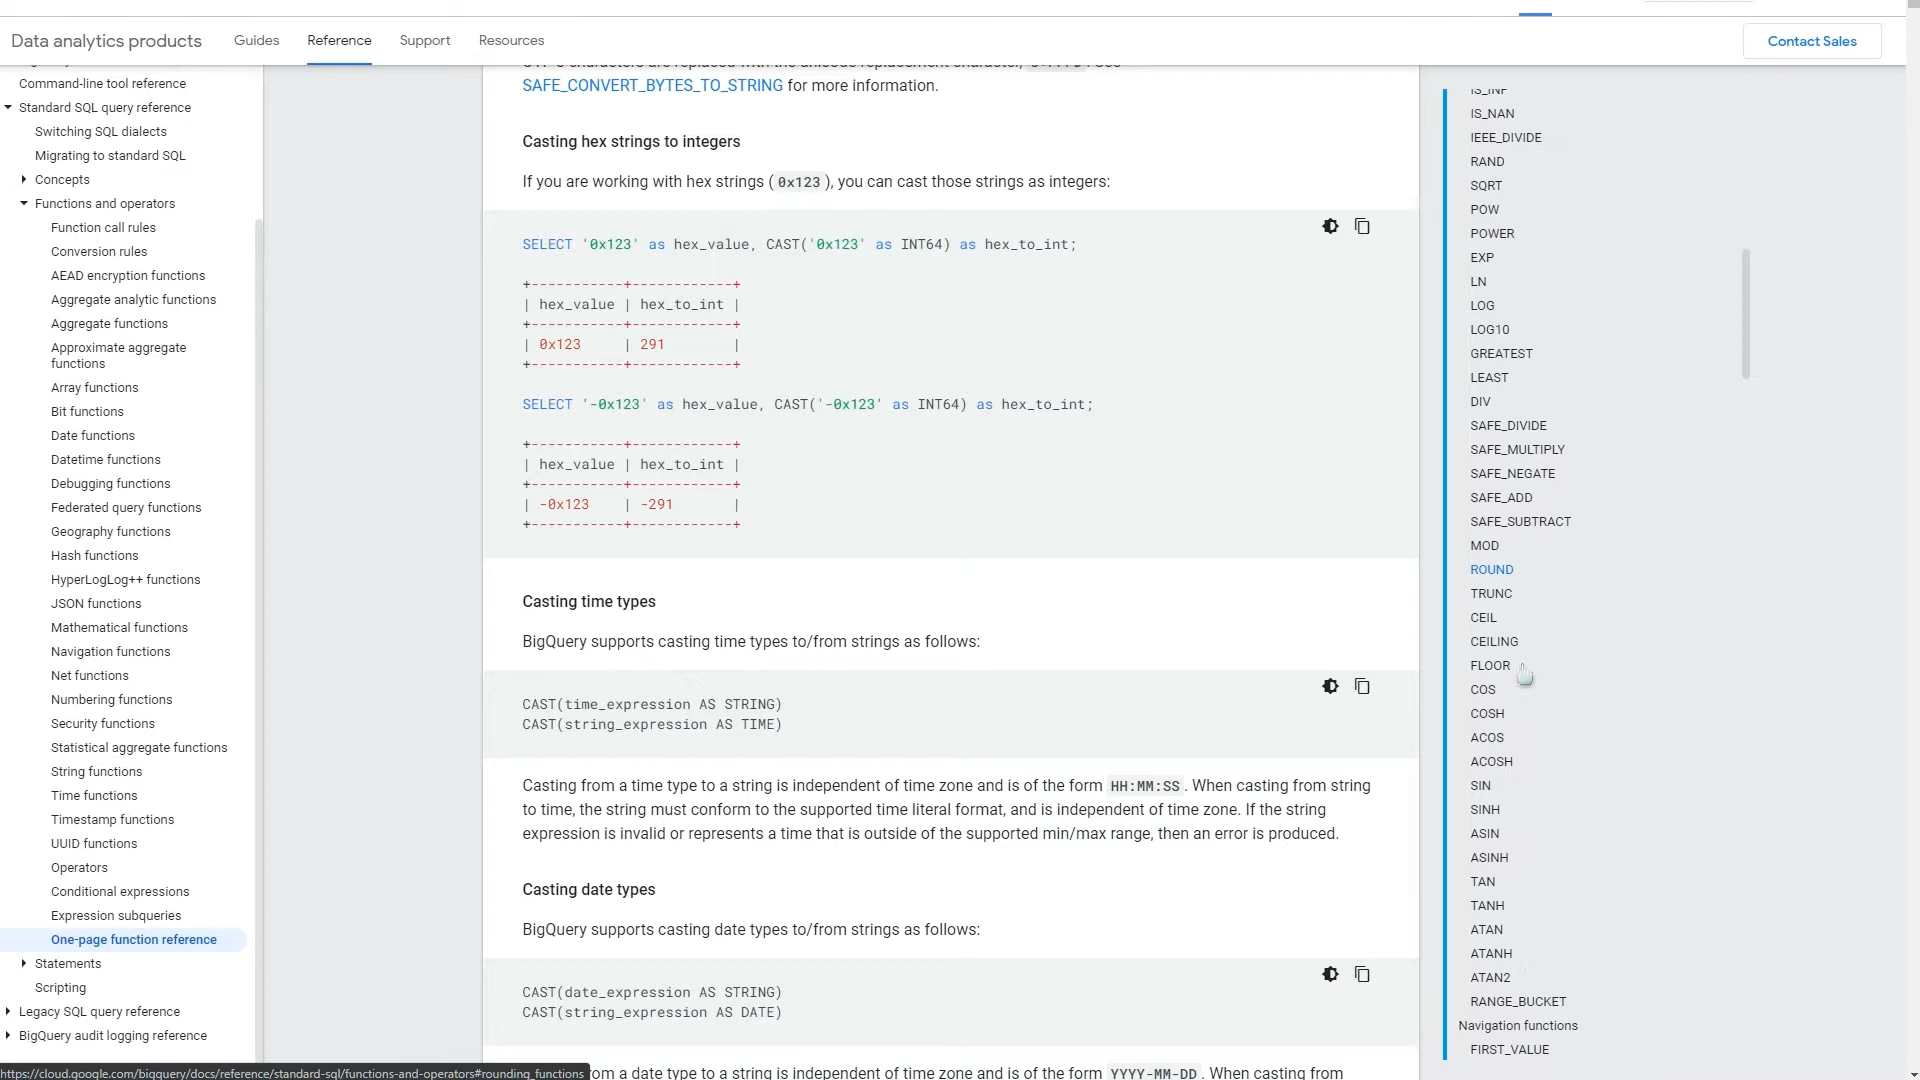 Data analytics products
Guides
Reference
Support
Resources
Contact Sales
Command-line tool reference
Standard SQL query reference
Switching SQL dialects
Migrating to standard SQL
Concepts
Functions and operators
Function call rules
Conversion rules
AEAD encryption functions
Aggregate analytic functions
Aggregate functions
Approximate aggregate
functions
Array functions
Bit functions
Date functions
Datetime functions
Debugging functions
Federated query functions
Geography functions
Hash functions
HyperLogLog++ functions
JSON functions
Mathematical functions
Navigation functions
Net functions
Numbering functions
Security functions
Statistical aggregate functions
String functions
Time functions
Timestamp functions
UUID functions
Operators
Conditional expressions
Expression subqueries
One-page function reference
Statements
Scripting
Legacy SQL query reference
BigQuery audit logging reference
https://cloud.google.com/bigquery/docs/reference/standard-sql/functions-and-operators#rounding_functions
SAFE_CONVERT_BYTES_TO_STRING for more information.
Casting hex strings to integers
If you are working with hex strings ( 0x123 ), you can cast those strings as integers:
SELECT '0x123' as hex_value, CAST('0x123' as INT64) as hex_to_int;
+-----------+------------+
| hex_value | hex_to_int |
+-----------+------------+
| 0x123     | 291        |
+-----------+------------+
SELECT '-0x123' as hex_value, CAST('-0x123' as INT64) as hex_to_int;
+-----------+------------+
| hex_value | hex_to_int |
+-----------+------------+
| -0x123    | -291       |
+-----------+------------+
Casting time types
BigQuery supports casting time types to/from strings as follows:
CAST(time_expression AS STRING)
CAST(string_expression AS TIME)
Casting from a time type to a string is independent of time zone and is of the form HH:MM:SS. When casting from string
to time, the string must conform to the supported time literal format, and is independent of time zone. If the string
expression is invalid or represents a time that is outside of the supported min/max range, then an error is produced.
Casting date types
BigQuery supports casting date types to/from strings as follows:
CAST(date_expression AS STRING)
CAST(string_expression AS DATE)
om a date type to a string is independent of time zone and is of the form YYYY-MM-DD. When casting from
IS_INF
IS_NAN
IEEE_DIVIDE
RAND
SQRT
POW
POWER
EXP
LN
LOG
LOG10
GREATEST
LEAST
DIV
SAFE_DIVIDE
SAFE_MULTIPLY
SAFE_NEGATE
SAFE_ADD
SAFE_SUBTRACT
MOD
ROUND
TRUNC
CEIL
CEILING
FLOOR
COS
COSH
ACOS
ACOSH
SIN
SINH
ASIN
ASINH
TAN
TANH
ATAN
ATANH
ATAN2
RANGE_BUCKET
Navigation functions
FIRST_VALUE